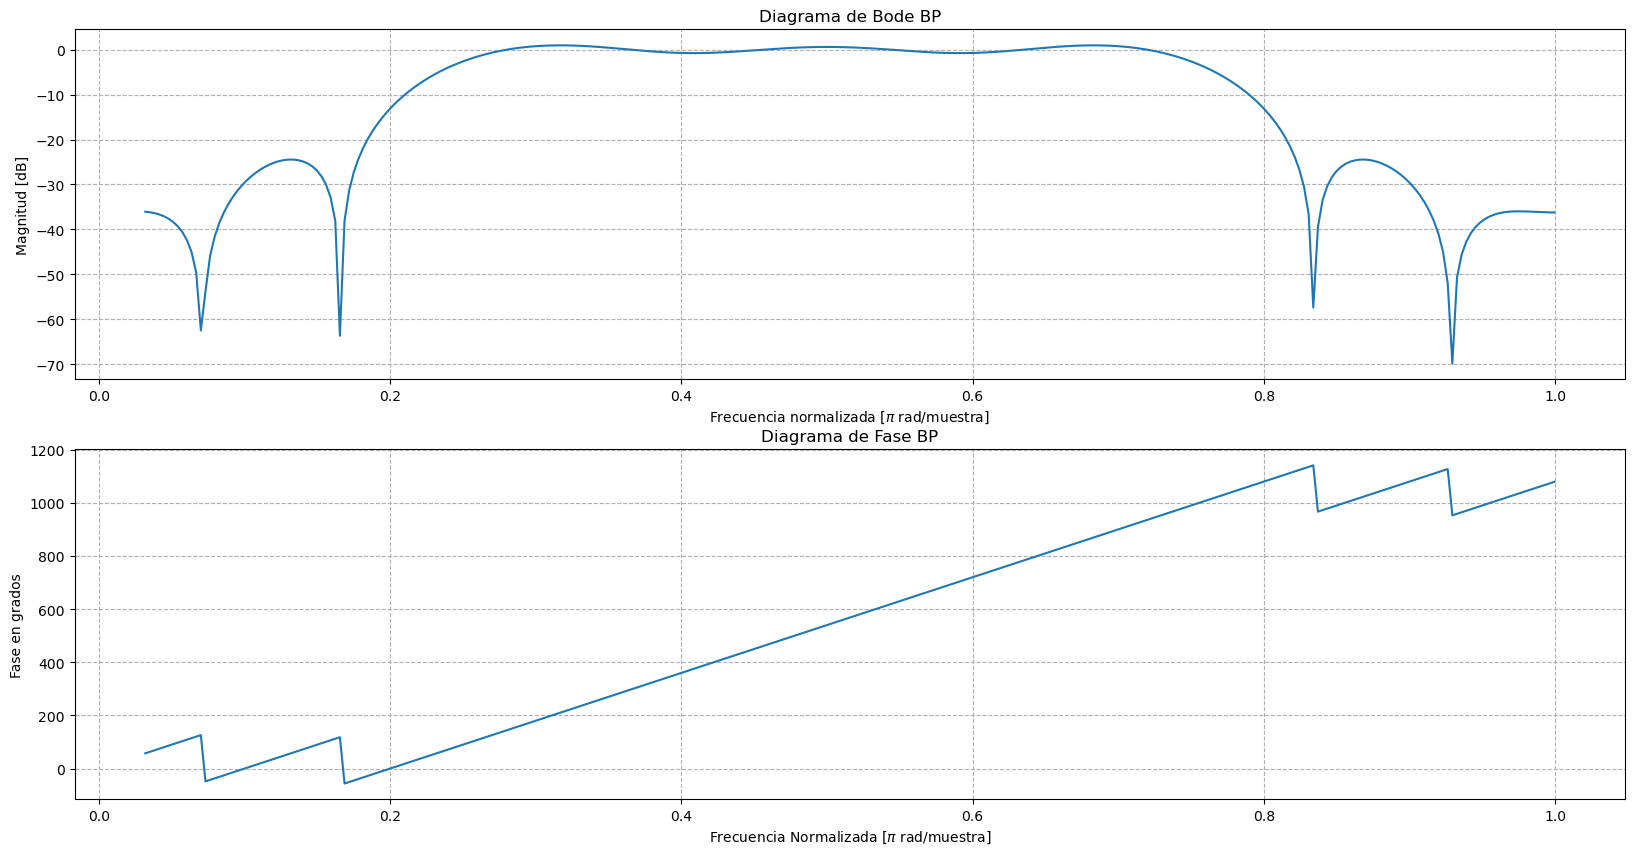 Diagrama de Bode BP
0
−10
−20
−30
−40
−50
−60
−70
Magnitud [dB]
0.0 0.2 0.4 0.6 0.8 1.0
Frecuencia normalizada [π rad/muestra]
Diagrama de Fase BP
1200
1000
800
600
400
200
0
Fase en grados
0.0 0.2 0.4 0.6 0.8 1.0
Frecuencia Normalizada [π rad/muestra]